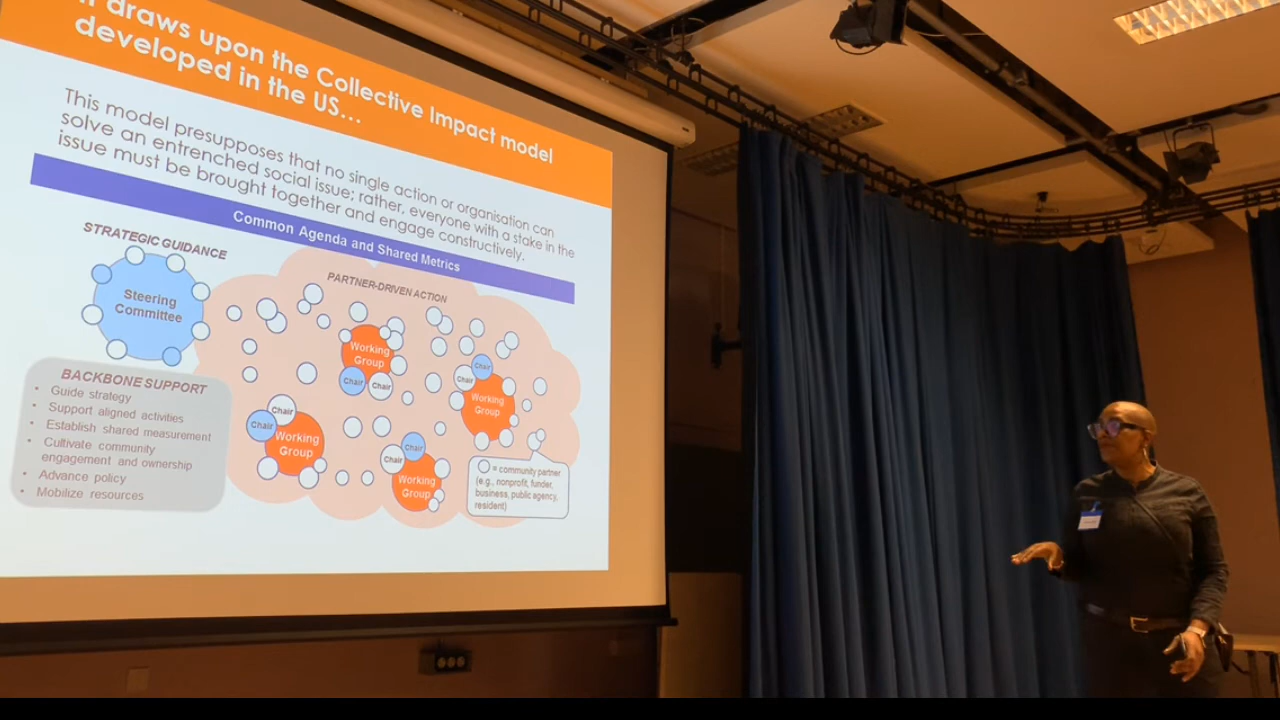 draws upon the Collective Impact model
developed in the US...
This model presupposes that no single action or organisation can
solve an entrenched social issue; rather, everyone with a stake in the
issue must be brought together and engage constructively.
Common Agenda and Shared Metrics
STRATEGIC GUIDANCE
Steering
Committee
PARTNER-DRIVEN ACTION
Working
Group
Chair
Chair
Chair
Chair
Working
Group
Chair
Chair
Working
Group
Chair
Chair
Working
Group
BACKBONE SUPPORT
• Guide strategy
• Support aligned activities
• Establish shared measurement
• Cultivate community
engagement and ownership
• Advance policy
• Mobilize resources
= community partner
(e.g., nonprofit, funder,
business, public agency,
resident)